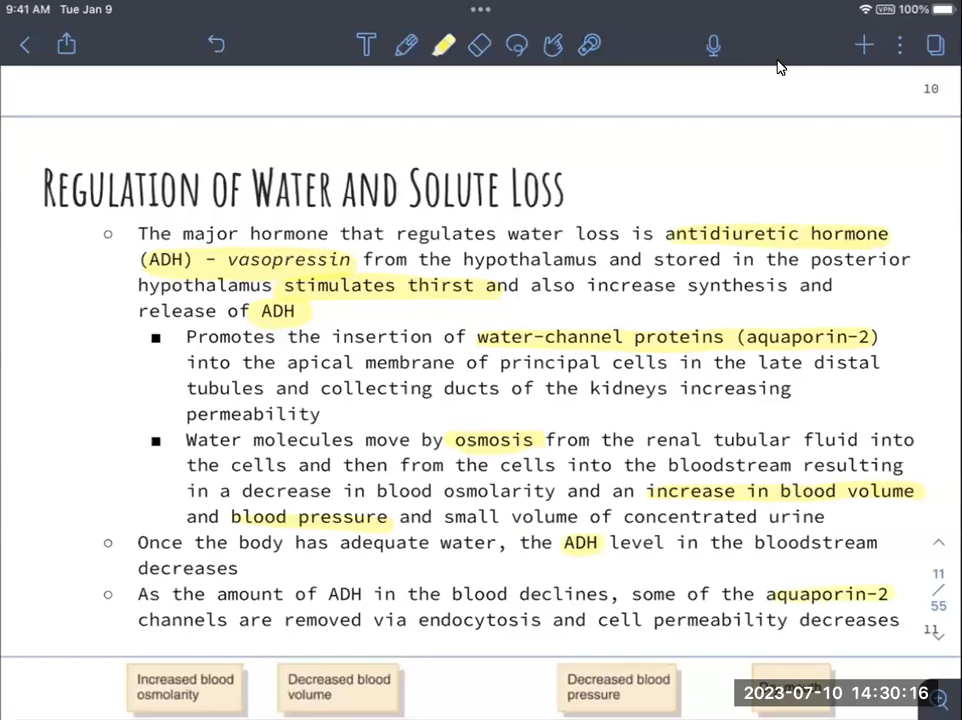 9:41 AM Tue Jan 9
VPN 100%
10
Regulation of Water and Solute Loss
The major hormone that regulates water loss is antidiuretic hormone
(ADH) – vasopressin from the hypothalamus and stored in the posterior
hypothalamus stimulates thirst and also increase synthesis and
release of ADH
Promotes the insertion of water-channel proteins (aquaporin-2)
into the apical membrane of principal cells in the late distal
tubules and collecting ducts of the kidneys increasing
permeability
Water molecules move by osmosis from the renal tubular fluid into
the cells and then from the cells into the bloodstream resulting
in a decrease in blood osmolarity and an increase in blood volume
and blood pressure and small volume of concentrated urine
Once the body has adequate water, the ADH level in the bloodstream
decreases
As the amount of ADH in the blood declines, some of the aquaporin-2
channels are removed via endocytosis and cell permeability decreases
11
/
55
11
Increased blood
osmolarity
Decreased blood
volume
Decreased blood
pressure
2023-07-10 14:30:16